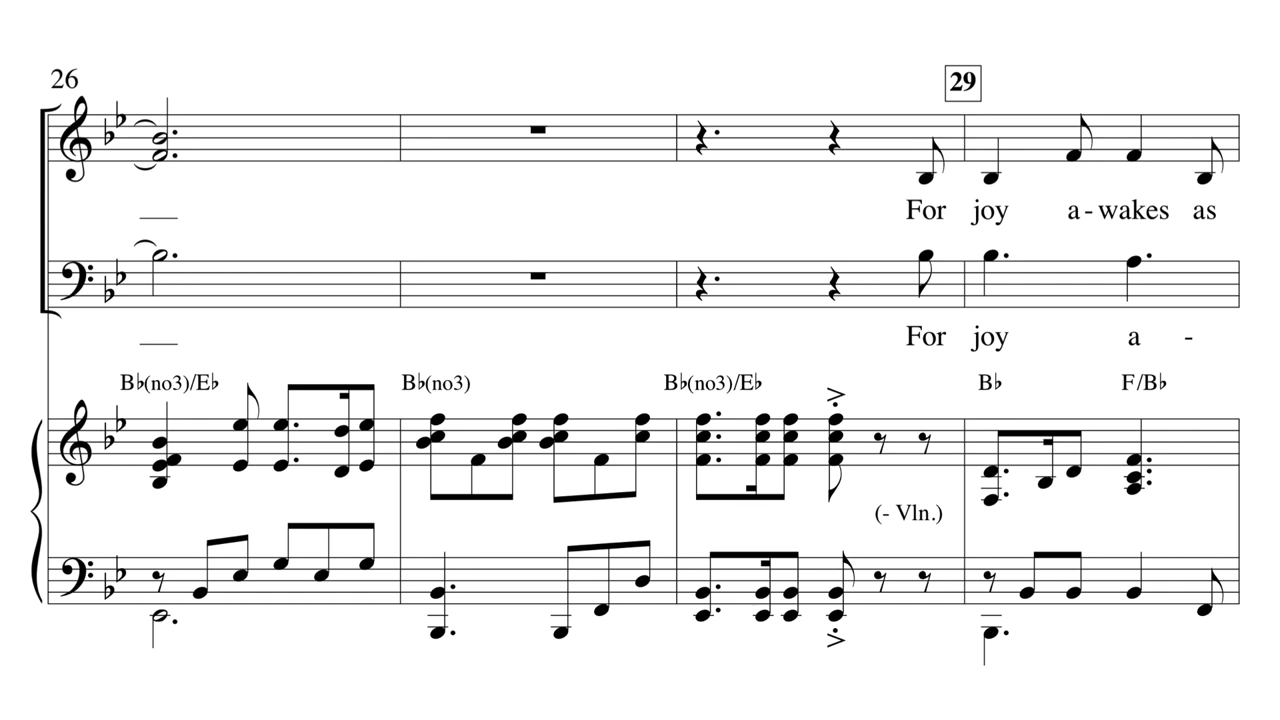 26
29
For joy a - wakes as
For joy a -
B♭(no3)/E♭ B♭(no3) B♭(no3)/E♭ B♭ F/B♭
(- Vln.)